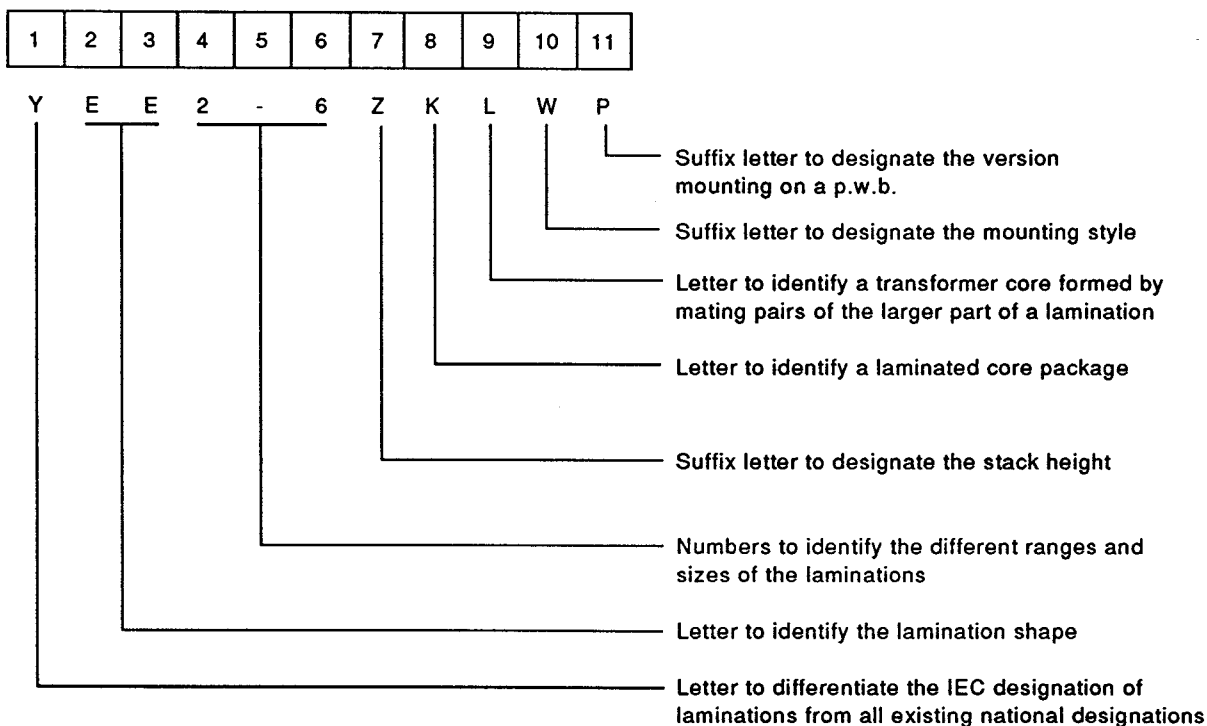 1 2 3 4 5 6 7 8 9 10 11
Y E E 2 - 6 Z K L W P
Suffix letter to designate the version
mounting on a p.w.b.
Suffix letter to designate the mounting style
Letter to identify a transformer core formed by
mating pairs of the larger part of a lamination
Letter to identify a laminated core package
Suffix letter to designate the stack height
Numbers to identify the different ranges and
sizes of the laminations
Letter to identify the lamination shape
Letter to differentiate the IEC designation of
laminations from all existing national designations